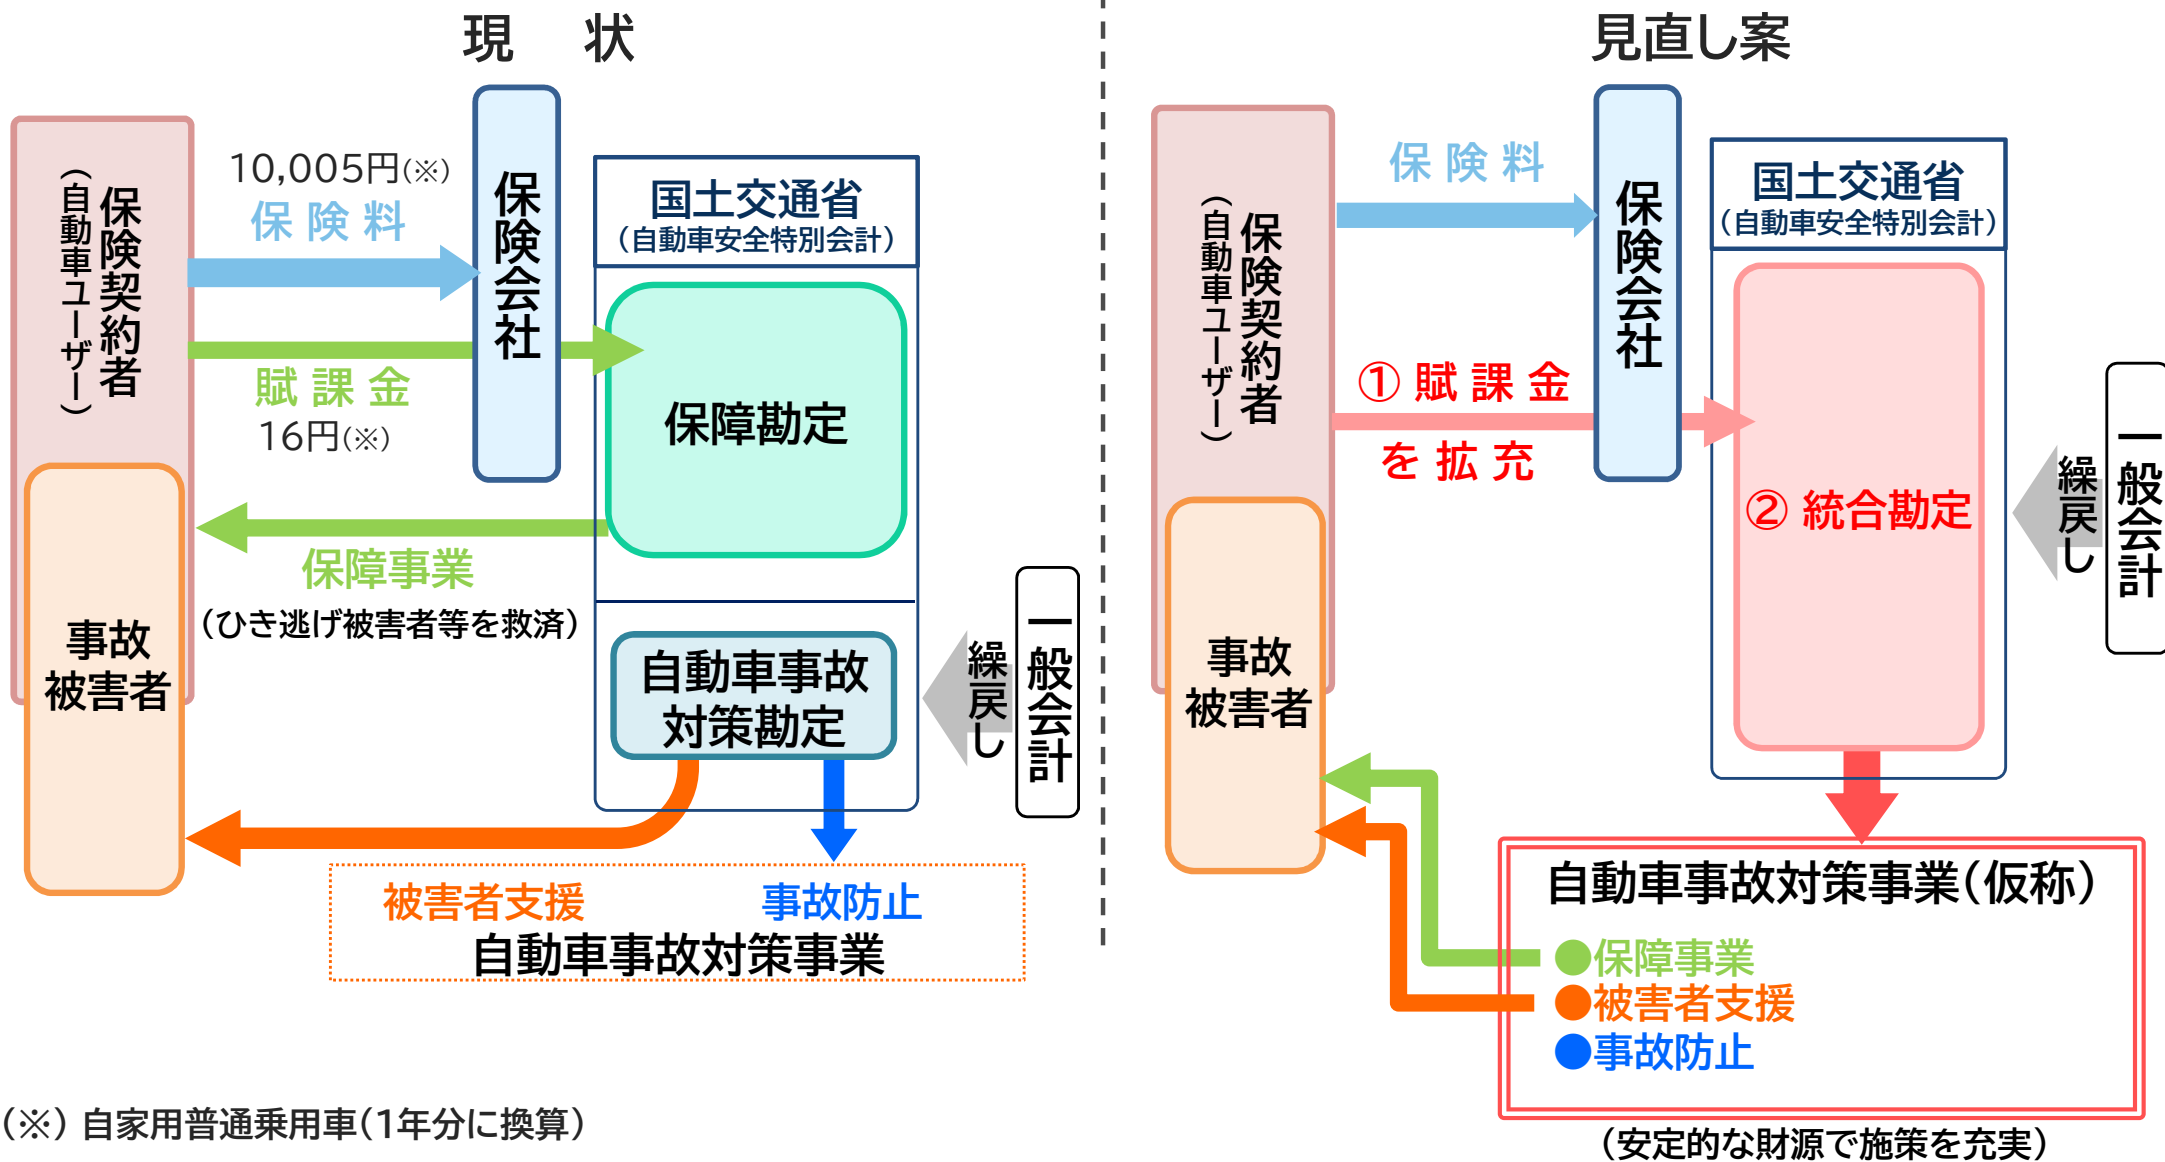 現 状
保険契約者
（自動車ユーザー）
10,005円(※)
保険料
賦課金
16円(※)
保険会社
国土交通省
（自動車安全特別会計）
保障勘定
保障事業
（ひき逃げ被害者等を救済）
事故
被害者
自動車事故
対策勘定
繰戻し
一般会計
被害者支援
事故防止
自動車事故対策事業
（※）自家用普通乗用車（1年分に換算）
見直し案
保険契約者
（自動車ユーザー）
保険料
① 賦課金
を拡充
保険会社
国土交通省
（自動車安全特別会計）
② 統合勘定
繰戻し
一般会計
事故
被害者
自動車事故対策事業（仮称）
●保障事業
●被害者支援
●事故防止
（安定的な財源で施策を充実）